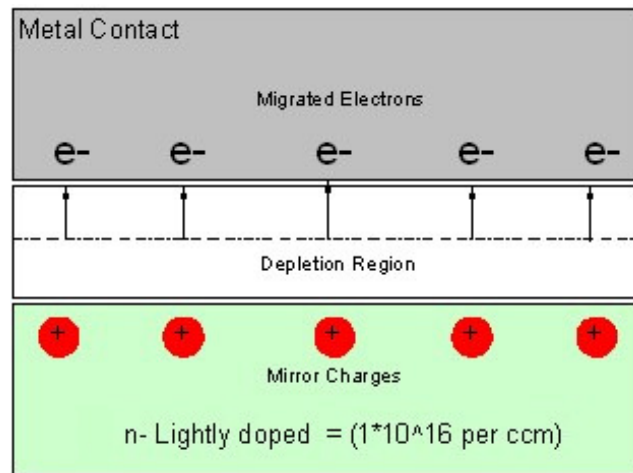 Metal Contact
Migrated Electrons
e- e- e- e- e-
Depletion Region
+ + + + +
Mirror Charges
n- Lightly doped = (1*10^16 per ccm)